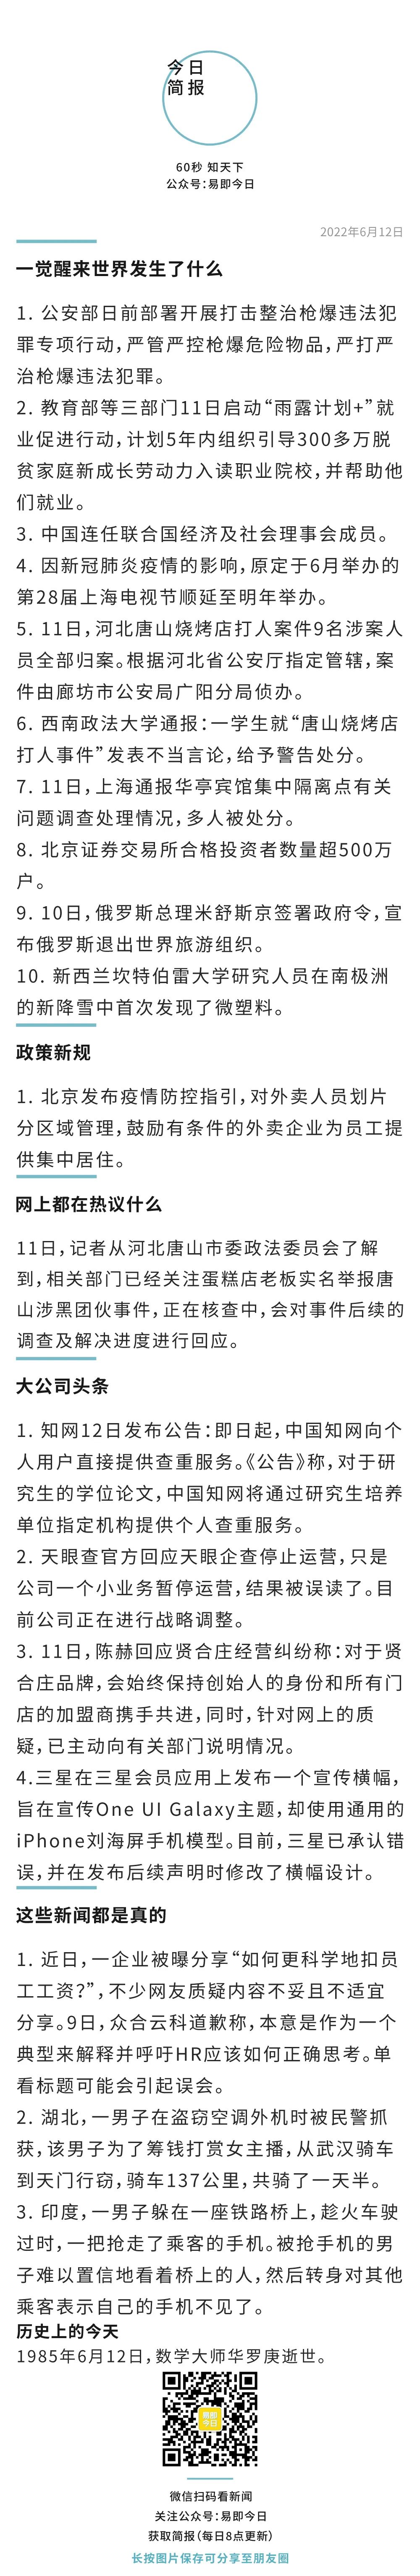 今日
简报
60秒 知天下
公众号：易即今日
2022年6月12日
一觉醒来世界发生了什么
1. 公安部日前部署开展打击整治枪爆违法犯
罪专项行动，严管严控枪爆危险物品，严打严
治枪爆违法犯罪。
2. 教育部等三部门11日启动“雨露计划+”就
业促进行动，计划5年内组织引导300多万脱
贫家庭新成长劳动力入读职业院校，并帮助他
们就业。
3. 中国连任联合国经济及社会理事会成员。
4. 因新冠肺炎疫情的影响，原定于6月举办的
第28届上海电视节顺延至明年举办。
5. 11日，河北唐山烧烤店打人案件9名涉案人
员全部归案。根据河北省公安厅指定管辖，案
件由廊坊市公安局广阳分局侦办。
6. 西南政法大学通报：一学生就“唐山烧烤店
打人事件”发表不当言论，给予警告处分。
7. 11日，上海通报华亭宾馆集中隔离点有关
问题调查处理情况，多人被处分。
8. 北京证券交易所合格投资者数量超500万
户。
9. 10日，俄罗斯总理米舒斯京签署政府令，宣
布俄罗斯退出世界旅游组织。
10. 新西兰坎特伯雷大学研究人员在南极洲
的新降雪中首次发现了微塑料。
政策新规
1. 北京发布疫情防控指引，对外卖人员划片
分区域管理，鼓励有条件的外卖企业为员工提
供集中居住。
网上都在热议什么
11日，记者从河北唐山市委政法委员会了解
到，相关部门已经关注蛋糕店老板实名举报唐
山涉黑团伙事件，正在核查中，会对事件后续的
调查及解决进度进行回应。
大公司头条
1. 知网12日发布公告：即日起，中国知网向个
人用户直接提供查重服务。《公告》称，对于研
究生的学位论文，中国知网将通过研究生培养
单位指定机构提供个人查重服务。
2. 天眼查官方回应天眼企查停止运营，只是
公司一个小业务暂停运营，结果被误读了。目
前公司正在进行战略调整。
3. 11日，陈赫回应贤合庄经营纠纷称：对于贤
合庄品牌，会始终保持创始人的身份和所有门
店的加盟商携手共进，同时，针对网上的质
疑，已主动向有关部门说明情况。
4.三星在三星会员应用上发布一个宣传横幅，
旨在宣传One UI Galaxy主题，却使用通用的
iPhone刘海屏手机模型。目前，三星已承认错
误，并在发布后续声明时修改了横幅设计。
这些新闻都是真的
1. 近日，一企业被曝分享“如何更科学地扣员
工工资？”，不少网友质疑内容不妥且不适宜
分享。9日，众合云科道歉称，本意是作为一个
典型来解释并呼吁HR应该如何正确思考。单
看标题可能会引起误会。
2. 湖北，一男子在盗窃空调外机时被民警抓
获，该男子为了筹钱打赏女主播，从武汉骑车
到天门行窃，骑车137公里，共骑了一天半。
3. 印度，一男子躲在一座铁路桥上，趁火车驶
过时，一把抢走了乘客的手机。被抢手机的男
子难以置信地看着桥上的人，然后转身对其他
乘客表示自己的手机不见了。
历史上的今天
1985年6月12日，数学大师华罗庚逝世。
易即
今日
微信扫码看新闻
关注公众号：易即今日
获取简报（每日8点更新）
长按图片保存可分享至朋友圈